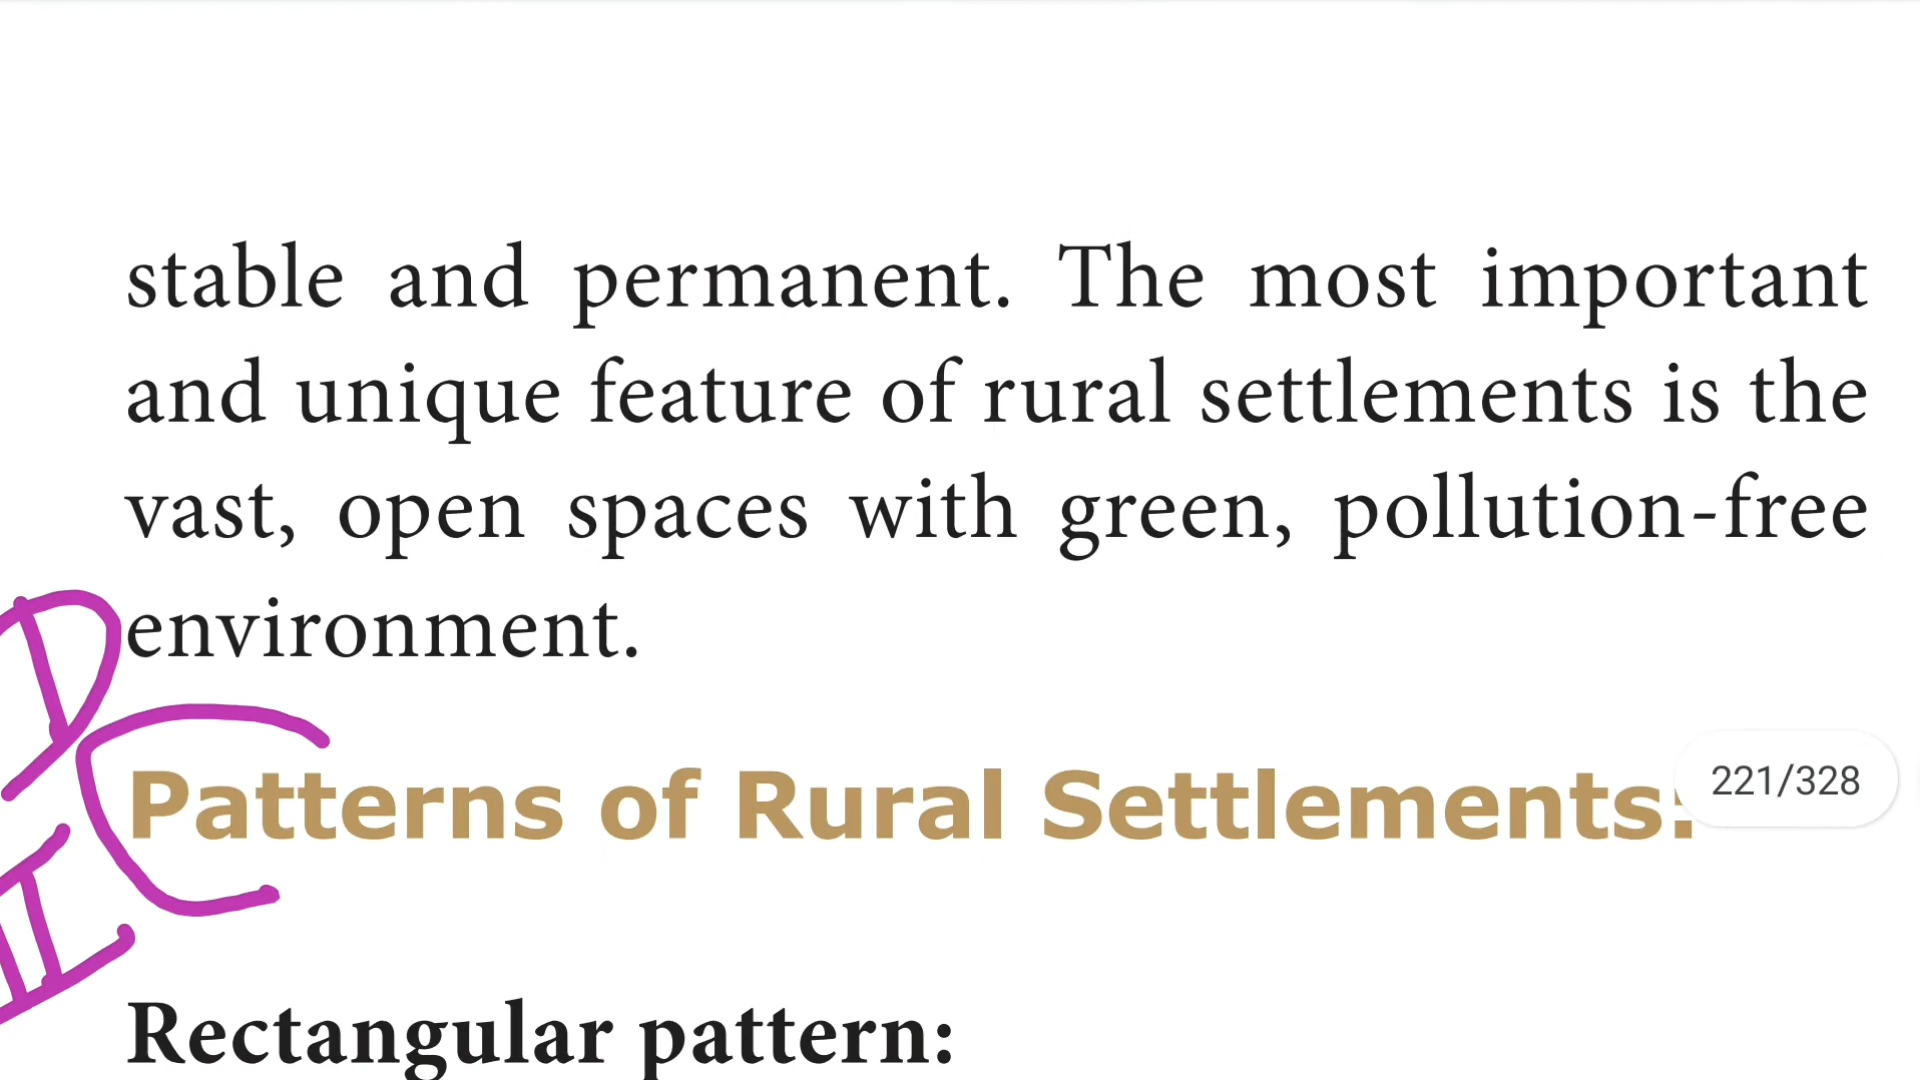 stable and permanent. The most important
and unique feature of rural settlements is the
vast, open spaces with green, pollution-free
environment.
Patterns of Rural Settlements:
221/328
Rectangular pattern: